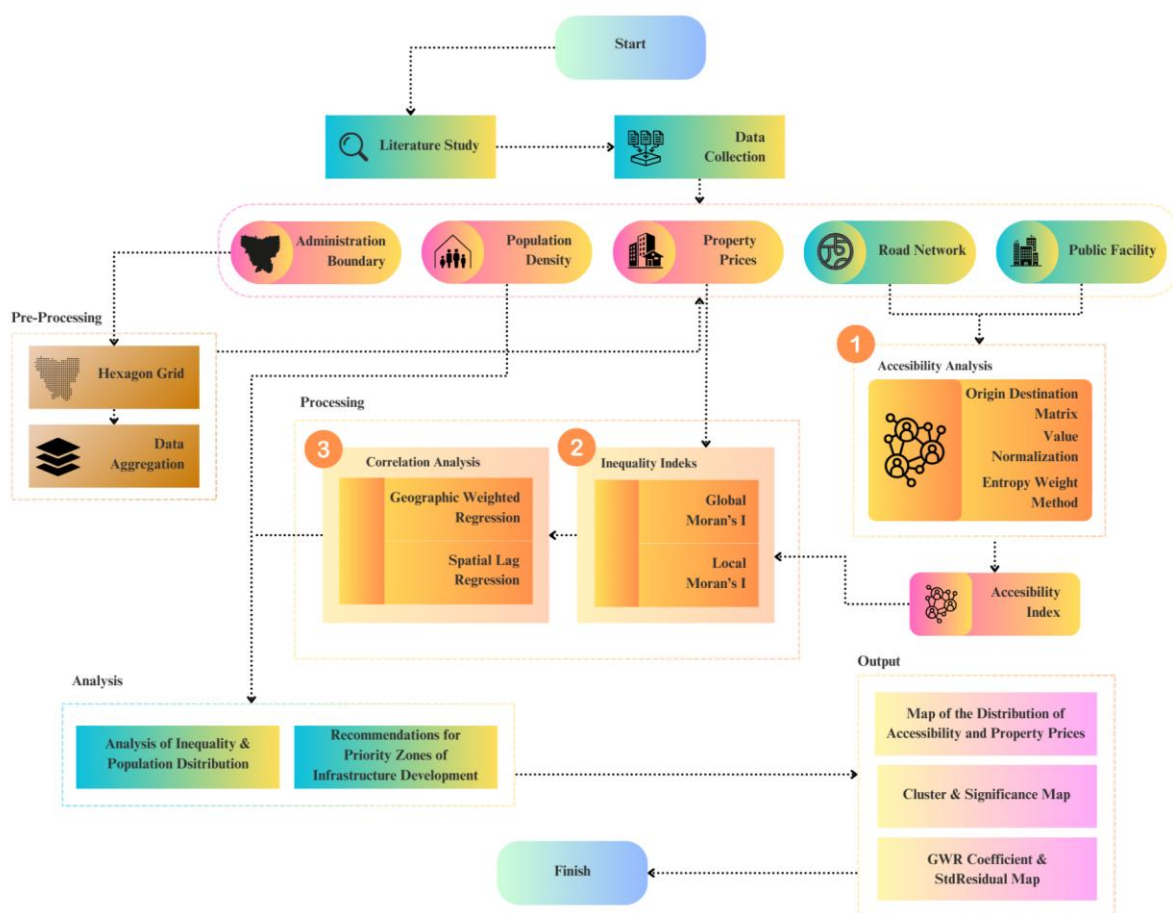 Start
Literature Study
Data
Collection
Administration
Boundary
Population
Density
Property
Prices
Road Network
Public Facility
Pre-Processing
Hexagon Grid
Data
Aggregation
1
Accesibility Analysis
Origin Destination
Matrix
Value
Normalization
Entropy Weight
Method
Accesibility
Index
Processing
3
Correlation Analysis
Geographic Weighted
Regression
Spatial Lag
Regression
2
Inequality Indeks
Global
Moran's I
Local
Moran's I
Analysis
Analysis of Inequality &
Population Dsitribution
Recommendations for
Priority Zones of
Infrastructure Development
Output
Map of the Distribution of
Accessibility and Property Prices
Cluster & Significance Map
GWR Coefficient &
StdResidual Map
Finish